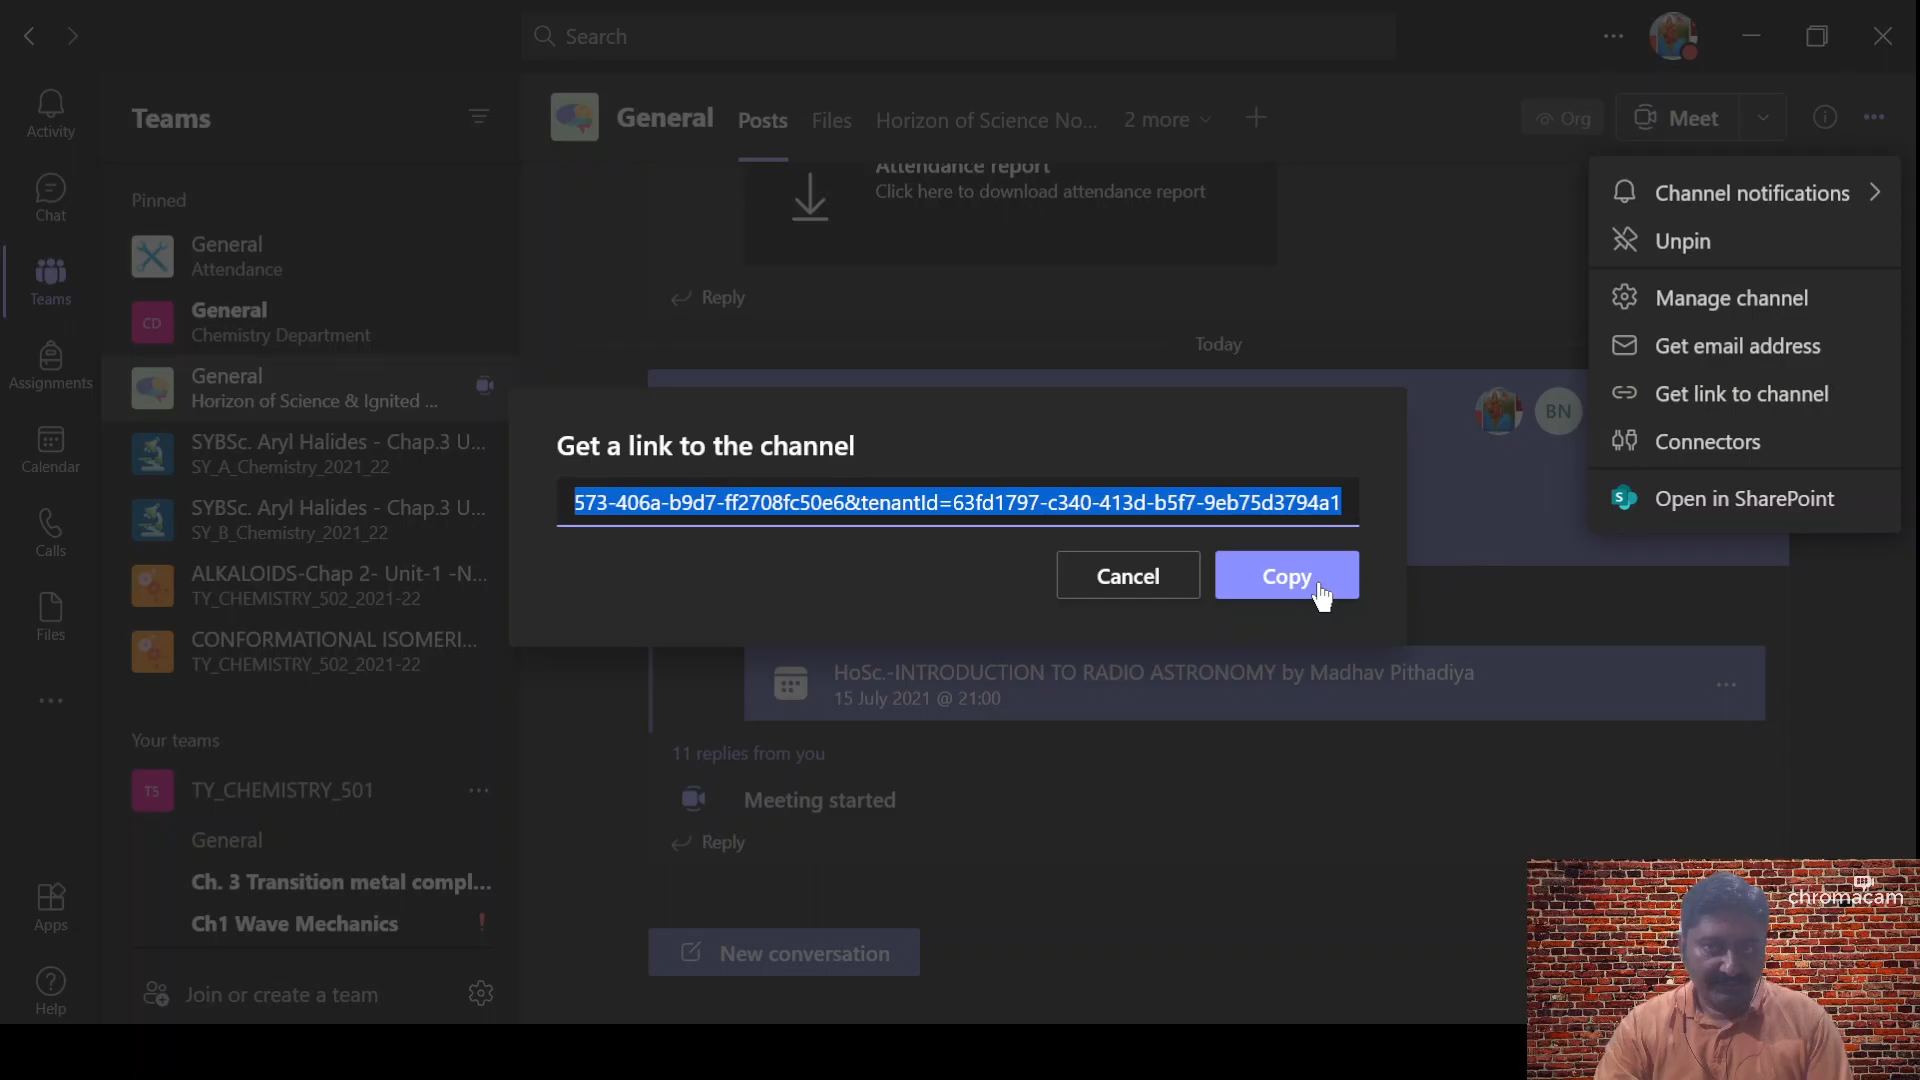 Search
Activity
Chat
Teams
Assignments
Calendar
Calls
Files
Apps
Help
Teams
Pinned
General
Attendance
CD
General
Chemistry Department
General
Horizon of Science & Ignited ...
SYBSc. Aryl Halides - Chap.3 U...
SY_A_Chemistry_2021_22
SYBSc. Aryl Halides - Chap.3 U...
SY_B_Chemistry_2021_22
ALKALOIDS-Chap 2- Unit-1 -N...
TY_CHEMISTRY_502_2021-22
CONFORMATIONAL ISOMERI...
TY_CHEMISTRY_502_2021-22
Your teams
T5 TY_CHEMISTRY_501
General
Ch. 3 Transition metal compl...
Ch1 Wave Mechanics !
Join or create a team
General Posts Files Horizon of Science No... 2 more
Org Meet
Attendance report
Click here to download attendance report
Reply
Today
BN
Get a link to the channel
573-406a-b9d7-ff2708fc50e6&tenantId=63fd1797-c340-413d-b5f7-9eb75d3794a1
Cancel Copy
HoSc.-INTRODUCTION TO RADIO ASTRONOMY by Madhav Pithadiya
15 July 2021 @ 21:00
11 replies from you
Meeting started
Reply
New conversation
Channel notifications
Unpin
Manage channel
Get email address
Get link to channel
Connectors
S Open in SharePoint
chromacam